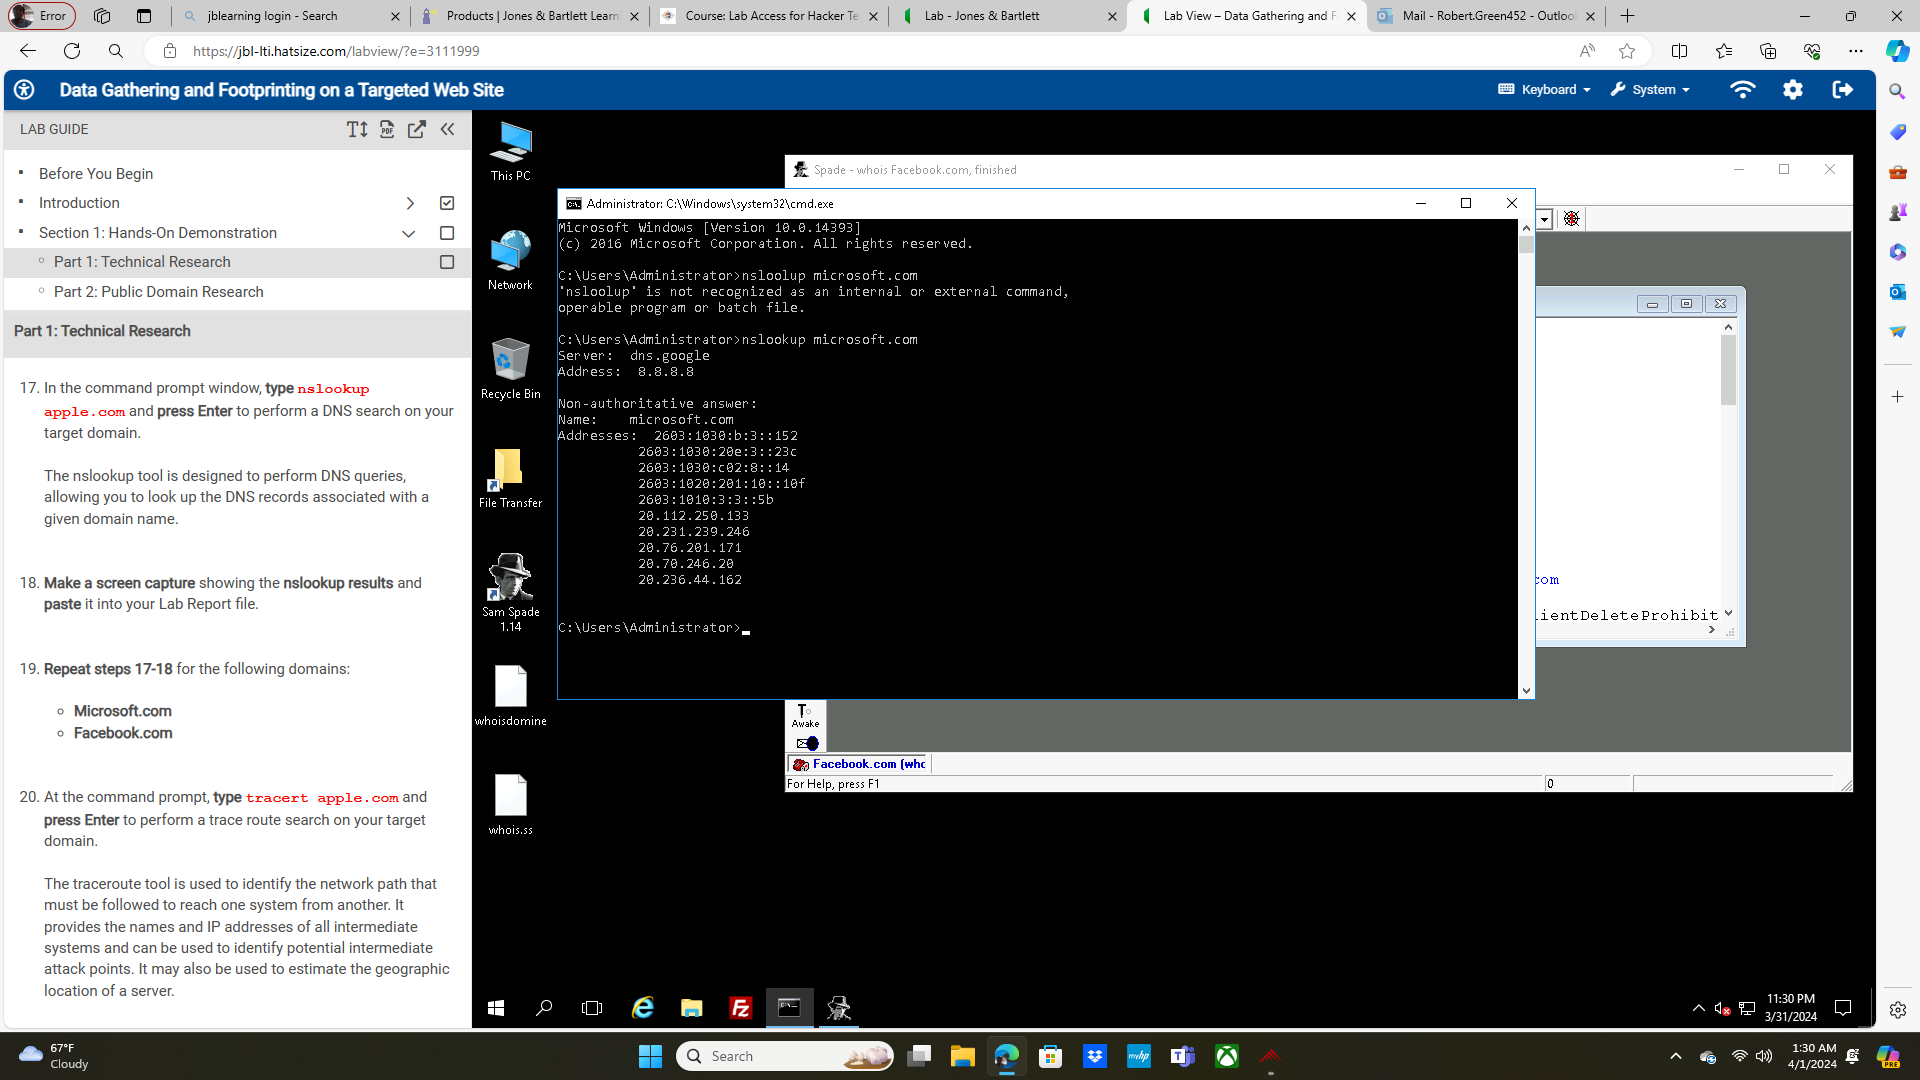 Error
jblearning login - Search
Products | Jones & Bartlett Learni
Course: Lab Access for Hacker Te
Lab - Jones & Bartlett
Lab View – Data Gathering and F
Mail - Robert.Green452 - Outloo
https://jbl-lti.hatsize.com/labview/?e=3111999
Data Gathering and Footprinting on a Targeted Web Site
Keyboard
System
LAB GUIDE
PDF
Before You Begin
Introduction
Section 1: Hands-On Demonstration
Part 1: Technical Research
Part 2: Public Domain Research
Part 1: Technical Research
17. In the command prompt window, type nslookup
apple.com and press Enter to perform a DNS search on your
target domain.
The nslookup tool is designed to perform DNS queries,
allowing you to look up the DNS records associated with a
given domain name.
18. Make a screen capture showing the nslookup results and
paste it into your Lab Report file.
19. Repeat steps 17-18 for the following domains:
Microsoft.com
Facebook.com
20. At the command prompt, type tracert apple.com and
press Enter to perform a trace route search on your target
domain.
The traceroute tool is used to identify the network path that
must be followed to reach one system from another. It
provides the names and IP addresses of all intermediate
systems and can be used to identify potential intermediate
attack points. It may also be used to estimate the geographic
location of a server.
This PC
Network
Recycle Bin
File Transfer
Sam Spade
1.14
whoisdomine
whois.ss
Spade - whois Facebook.com, finished
Administrator: C:\Windows\system32\cmd.exe
Microsoft Windows [Version 10.0.14393]
(c) 2016 Microsoft Corporation. All rights reserved.
C:\Users\Administrator>nsloolup microsoft.com
'nsloolup' is not recognized as an internal or external command,
operable program or batch file.
C:\Users\Administrator>nslookup microsoft.com
Server:  dns.google
Address:  8.8.8.8
Non-authoritative answer:
Name:    microsoft.com
Addresses:  2603:1030:b:3::152
2603:1030:20e:3::23c
2603:1030:c02:8::14
2603:1020:201:10::10f
2603:1010:3:3::5b
20.112.250.133
20.231.239.246
20.76.201.171
20.70.246.20
20.236.44.162
C:\Users\Administrator>
com
ientDeleteProhibit
Awake
Facebook.com (whc
For Help, press F1
0
11:30 PM
3/31/2024
67°F
Cloudy
Search
myhp
1:30 AM
4/1/2024
PRE